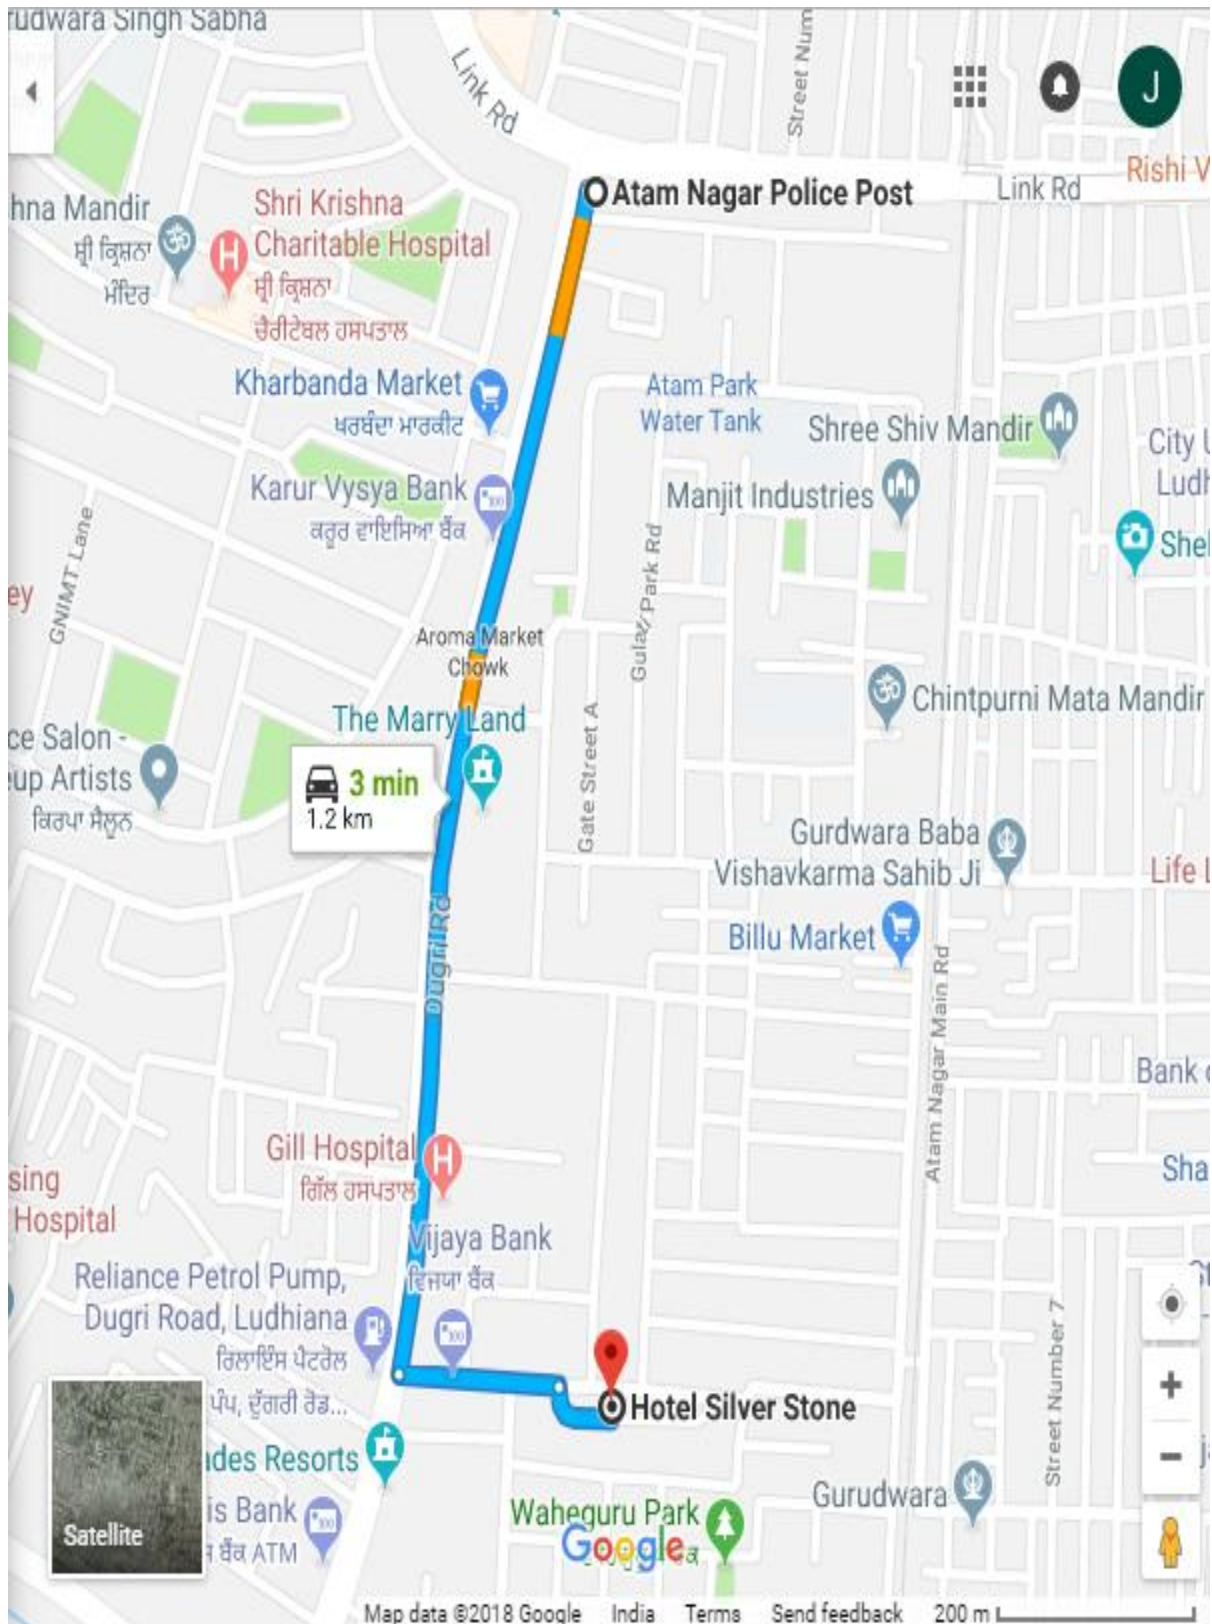 rudwara Singh Sabha
Link Rd
Street Num
J
Rishi V
Link Rd
Atam Nagar Police Post
hna Mandir
ਸ਼੍ਰੀ ਕ੍ਰਿਸ਼ਨਾ
ਮੰਦਿਰ
Shri Krishna
Charitable Hospital
ਸ਼੍ਰੀ ਕ੍ਰਿਸ਼ਨਾ
ਚੈਰੀਟੇਬਲ ਹਸਪਤਾਲ
Kharbanda Market
ਖਰਬੰਦਾ ਮਾਰਕੀਟ
Atam Park
Water Tank
Shree Shiv Mandir
City U
Ludh
Karur Vysya Bank
ਕਰੂਰ ਵਾਇਸਿਆ ਬੈਂਕ
Manjit Industries
Shel
GNIMT Lane
ey
Park Rd
Aroma Market
Chowk
Chintpurni Mata Mandir
The Marry Land
ce Salon -
eup Artists
ਕਿਰਪਾ ਸੈਲੂਨ
3 min
1.2 km
Gate Street A
Gurdwara Baba
Vishavkarma Sahib Ji
Life L
Billu Market
Dugri Rd
Atam Nagar Main Rd
Bank o
Gill Hospital
ਗਿੱਲ ਹਸਪਤਾਲ
sing
Hospital
Sha
Vijaya Bank
ਵਿਜਯਾ ਬੈਂਕ
Reliance Petrol Pump,
Dugri Road, Ludhiana
ਰਿਲਾਇੰਸ ਪੈਟਰੋਲ
ਪੰਪ, ਦੁੱਗਰੀ ਰੋਡ...
Street Number 7
Hotel Silver Stone
ades Resorts
Gurudwara
is Bank
ਬੈਂਕ ATM
Satellite
Waheguru Park
Google
Map data ©2018 Google India Terms Send feedback 200 m